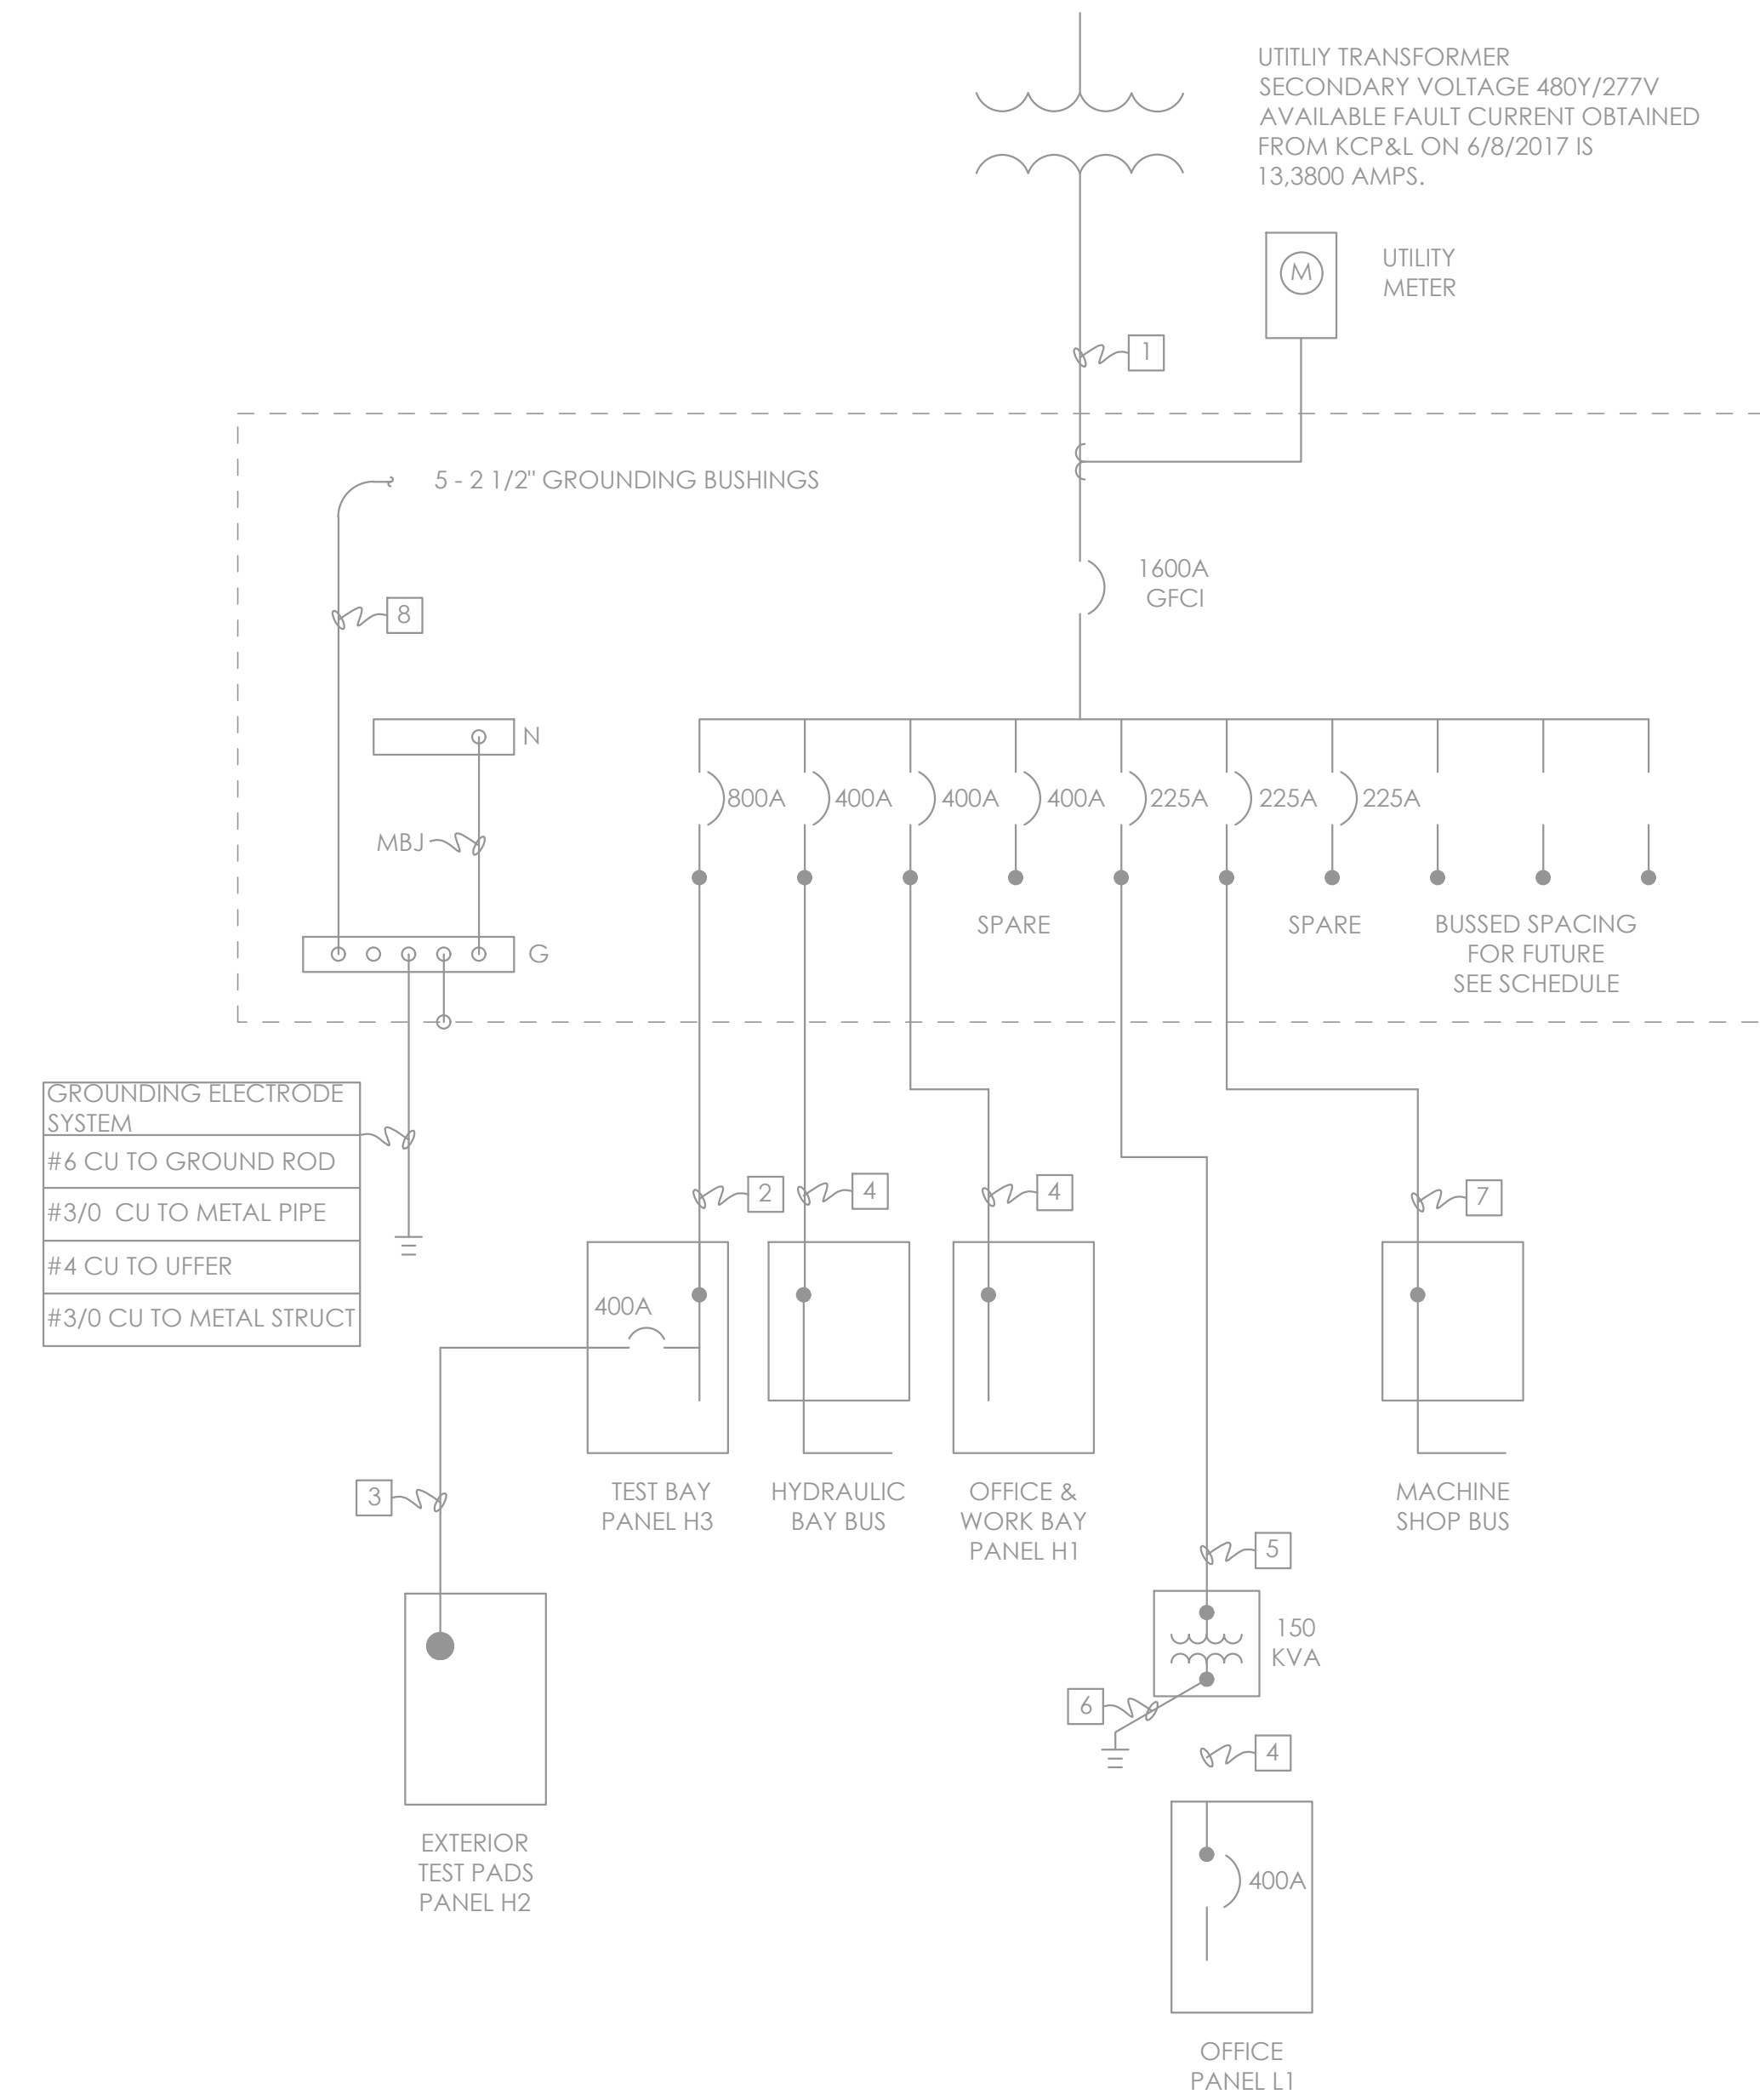 UTITLIY TRANSFORMER
SECONDARY VOLTAGE 480Y/277V
AVAILABLE FAULT CURRENT OBTAINED
FROM KCP&L ON 6/8/2017 IS
13,3800 AMPS.
M
UTILITY
METER
1
5 - 2 1/2" GROUNDING BUSHINGS
1600A
GFCI
8
N
MBJ
G
800A
400A
400A
400A
225A
225A
225A
SPARE
SPARE
BUSSED SPACING
FOR FUTURE
SEE SCHEDULE
GROUNDING ELECTRODE
SYSTEM
#6 CU TO GROUND ROD
#3/0 CU TO METAL PIPE
#4 CU TO UFFER
#3/0 CU TO METAL STRUCT
2
4
4
7
400A
3
TEST BAY
PANEL H3
HYDRAULIC
BAY BUS
OFFICE &
WORK BAY
PANEL H1
MACHINE
SHOP BUS
5
150
KVA
6
4
EXTERIOR
TEST PADS
PANEL H2
400A
OFFICE
PANEL L1